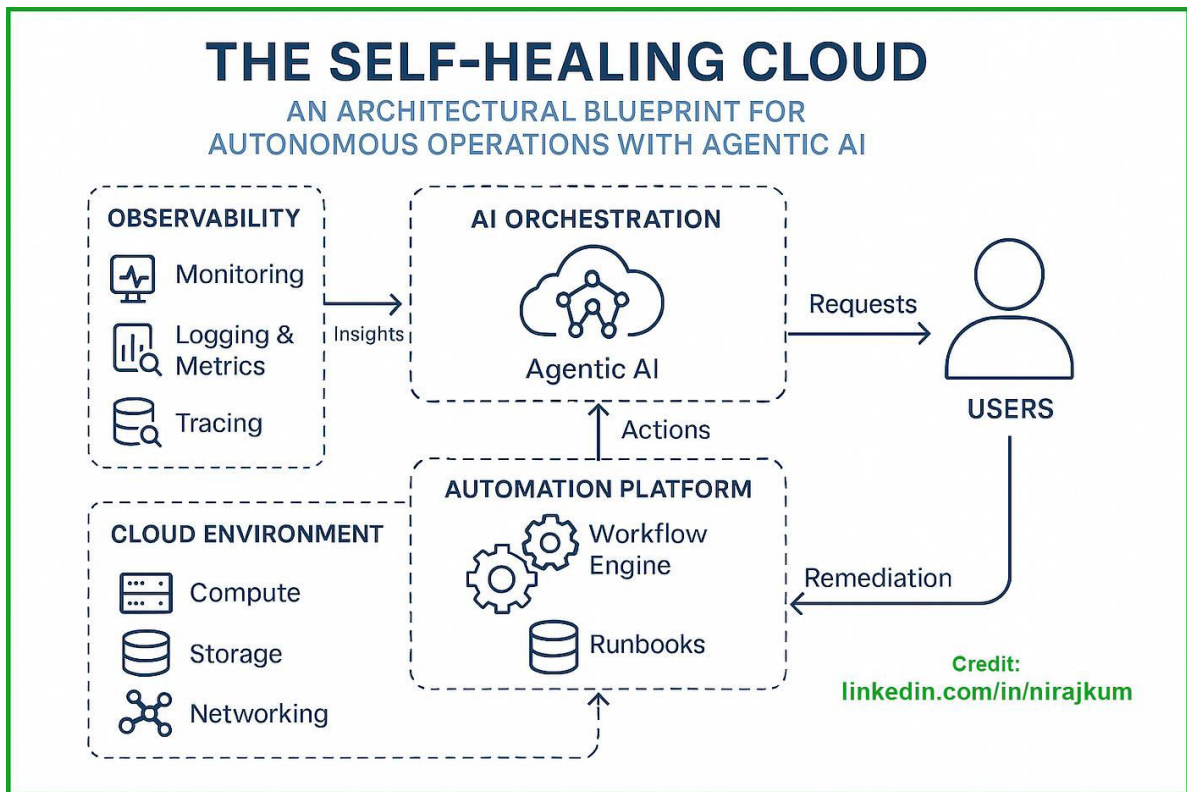 THE SELF-HEALING CLOUD
AN ARCHITECTURAL BLUEPRINT FOR
AUTONOMOUS OPERATIONS WITH AGENTIC AI
OBSERVABILITY
Monitoring
Logging &
Metrics
Tracing
Insights
AI ORCHESTRATION
Agentic AI
Requests
USERS
Actions
CLOUD ENVIRONMENT
Compute
Storage
Networking
AUTOMATION PLATFORM
Workflow
Engine
Runbooks
Remediation
Credit:
linkedin.com/in/nirajkum